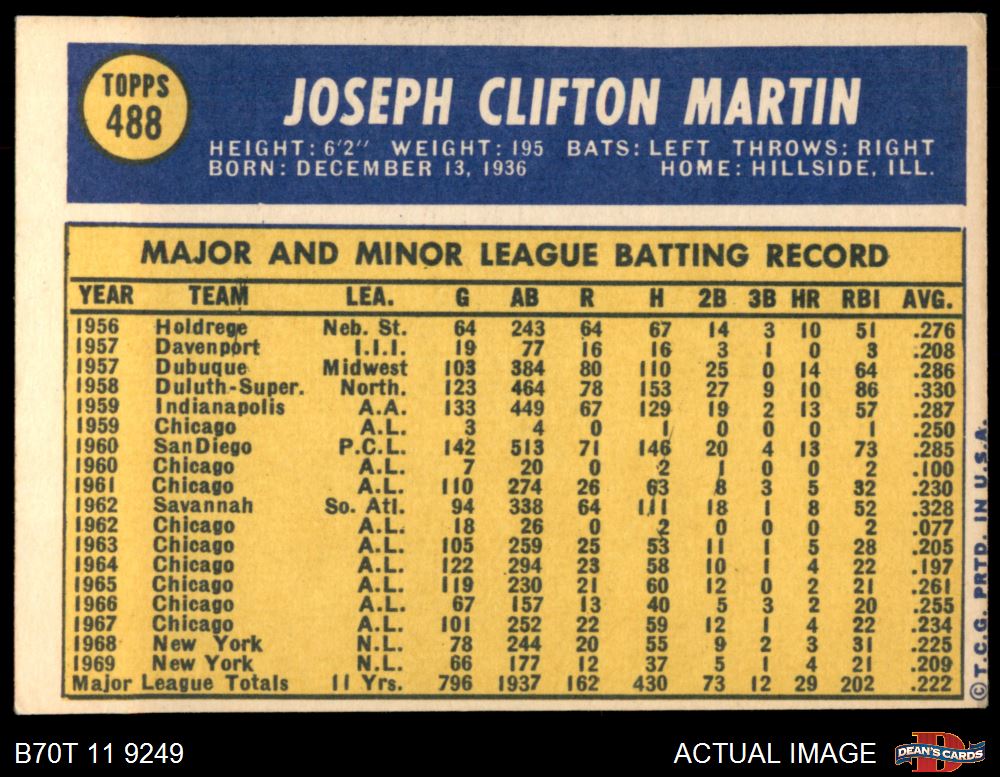 TOPPS
488
JOSEPH CLIFTON MARTIN
HEIGHT: 6'2" WEIGHT: 195 BATS: LEFT THROWS: RIGHT
BORN: DECEMBER 13, 1936 HOME: HILLSIDE, ILL.
MAJOR AND MINOR LEAGUE BATTING RECORD
YEAR TEAM LEA. G AB R H 2B 3B HR RBI AVG.
1956 Holdrege Neb. St. 64 243 64 67 14 3 10 51 .276
1957 Davenport I.I.I. 19 77 16 16 3 1 0 3 .208
1957 Dubuque Midwest 103 384 80 110 25 0 14 64 .286
1958 Duluth-Super. North. 123 464 78 153 27 9 10 86 .330
1959 Indianapolis A.A. 133 449 67 129 19 2 13 57 .287
1959 Chicago A.L. 3 4 0 1 0 0 0 1 .250
1960 San Diego P.C.L. 142 513 71 146 20 4 13 73 .285
1960 Chicago A.L. 7 20 0 2 1 0 0 2 .100
1961 Chicago A.L. 110 274 26 63 8 3 5 32 .230
1962 Savannah So. Atl. 94 338 64 111 18 1 8 52 .328
1962 Chicago A.L. 18 26 0 2 0 0 0 2 .077
1963 Chicago A.L. 105 259 25 53 11 1 5 28 .205
1964 Chicago A.L. 122 294 23 58 10 1 4 22 .197
1965 Chicago A.L. 119 230 21 60 12 0 2 21 .261
1966 Chicago A.L. 67 157 13 40 5 3 2 20 .255
1967 Chicago A.L. 101 252 22 59 12 1 4 22 .234
1968 New York N.L. 78 244 20 55 9 2 3 31 .225
1969 New York N.L. 66 177 12 37 5 1 4 21 .209
Major League Totals 11 Yrs. 796 1937 162 430 73 12 29 202 .222
© T.C.G. PRTD. IN U.S.A.
B70T 11 9249
ACTUAL IMAGE
D
DEAN'S CARDS